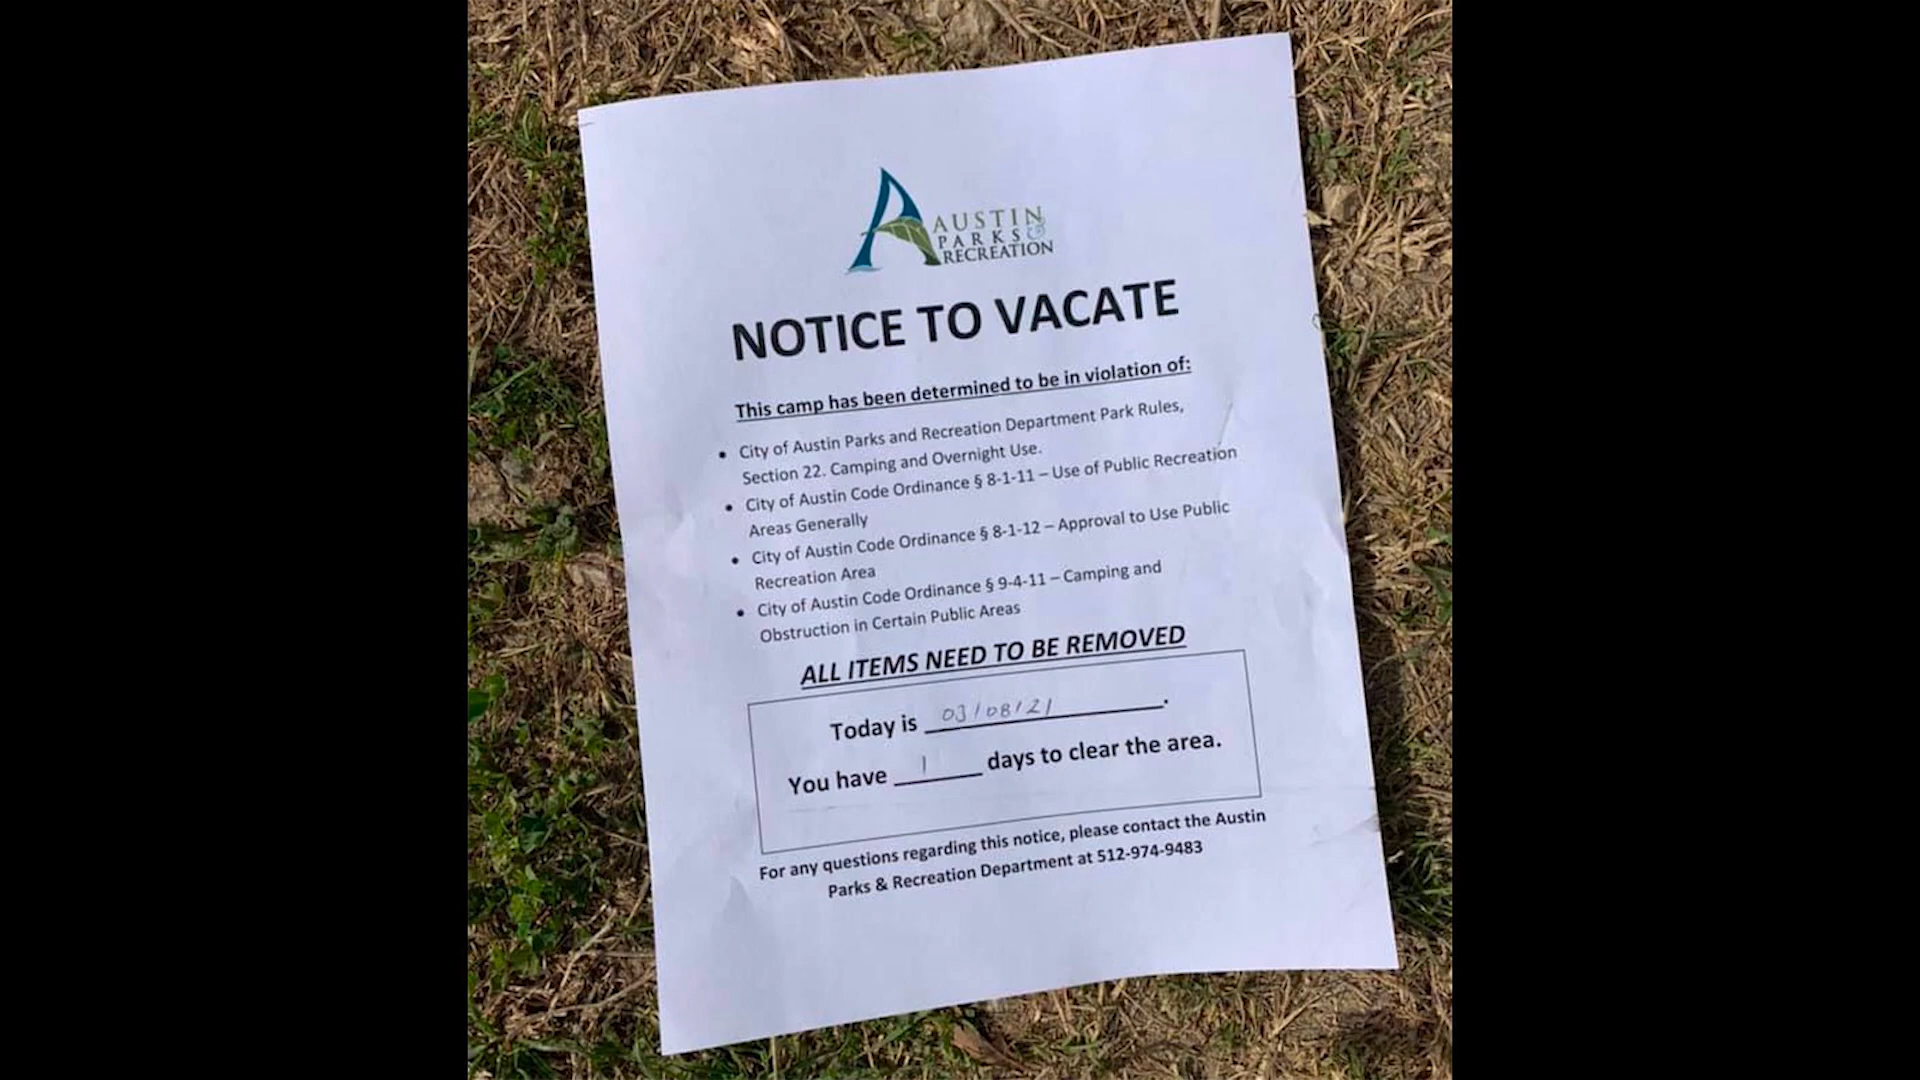 AUSTIN
PARKS &
RECREATION
NOTICE TO VACATE
This camp has been determined to be in violation of:
• City of Austin Parks and Recreation Department Park Rules,
Section 22. Camping and Overnight Use.
• City of Austin Code Ordinance § 8-1-11 – Use of Public Recreation
Areas Generally
• City of Austin Code Ordinance § 8-1-12 – Approval to Use Public
Recreation Area
• City of Austin Code Ordinance § 9-4-11 – Camping and
Obstruction in Certain Public Areas
ALL ITEMS NEED TO BE REMOVED
Today is 03/08/21.
You have 1 days to clear the area.
For any questions regarding this notice, please contact the Austin
Parks & Recreation Department at 512-974-9483